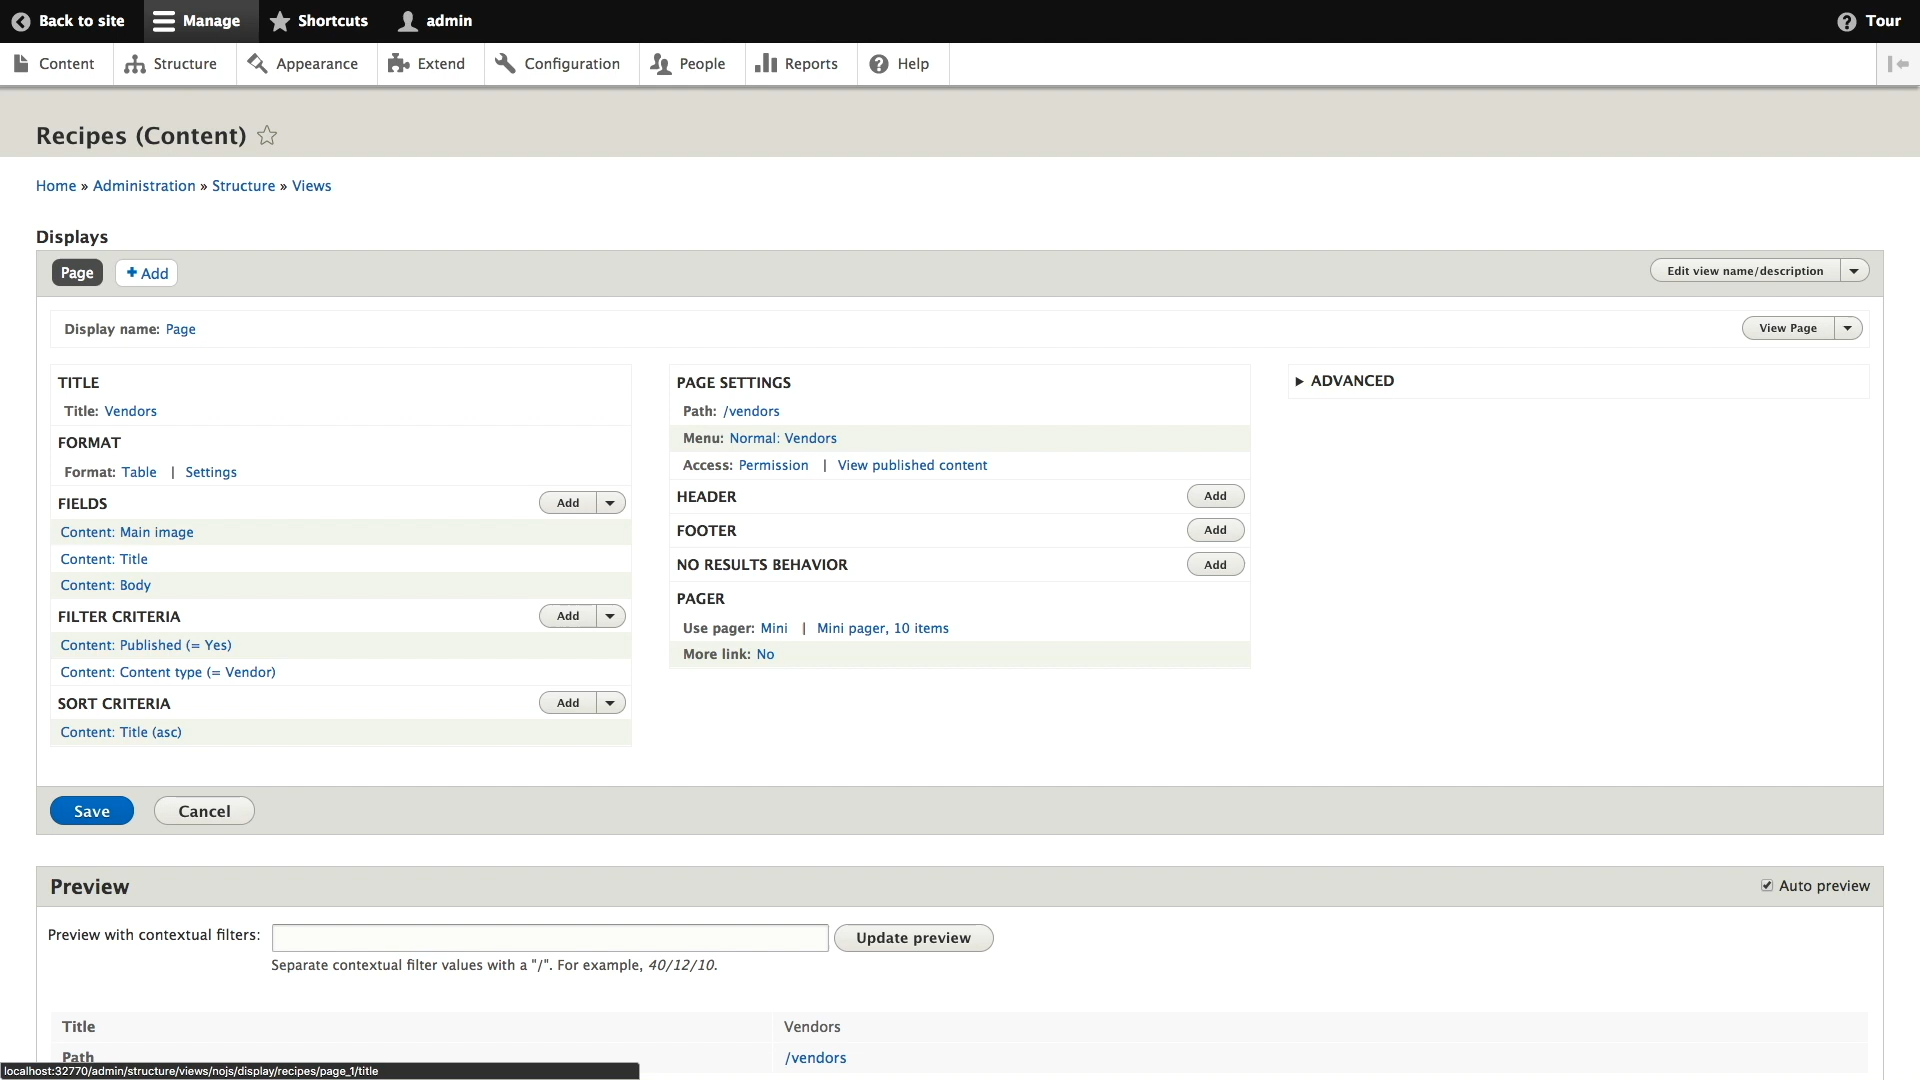 Back to site Manage Shortcuts admin Tour
Content Structure Appearance Extend Configuration People Reports Help
Recipes (Content)
Home » Administration » Structure » Views
Displays
Page + Add Edit view name/description
Display name: Page View Page
TITLE
Title: Vendors
FORMAT
Format: Table | Settings
FIELDS Add
Content: Main image
Content: Title
Content: Body
FILTER CRITERIA Add
Content: Published (= Yes)
Content: Content type (= Vendor)
SORT CRITERIA Add
Content: Title (asc)
PAGE SETTINGS
Path: /vendors
Menu: Normal: Vendors
Access: Permission | View published content
HEADER Add
FOOTER Add
NO RESULTS BEHAVIOR Add
PAGER
Use pager: Mini | Mini pager, 10 items
More link: No
ADVANCED
Save Cancel
Preview Auto preview
Preview with contextual filters: Update preview
Separate contextual filter values with a "/". For example, 40/12/10.
Title Vendors
Path /vendors
localhost:32770/admin/structure/views/nojs/display/recipes/page_1/title